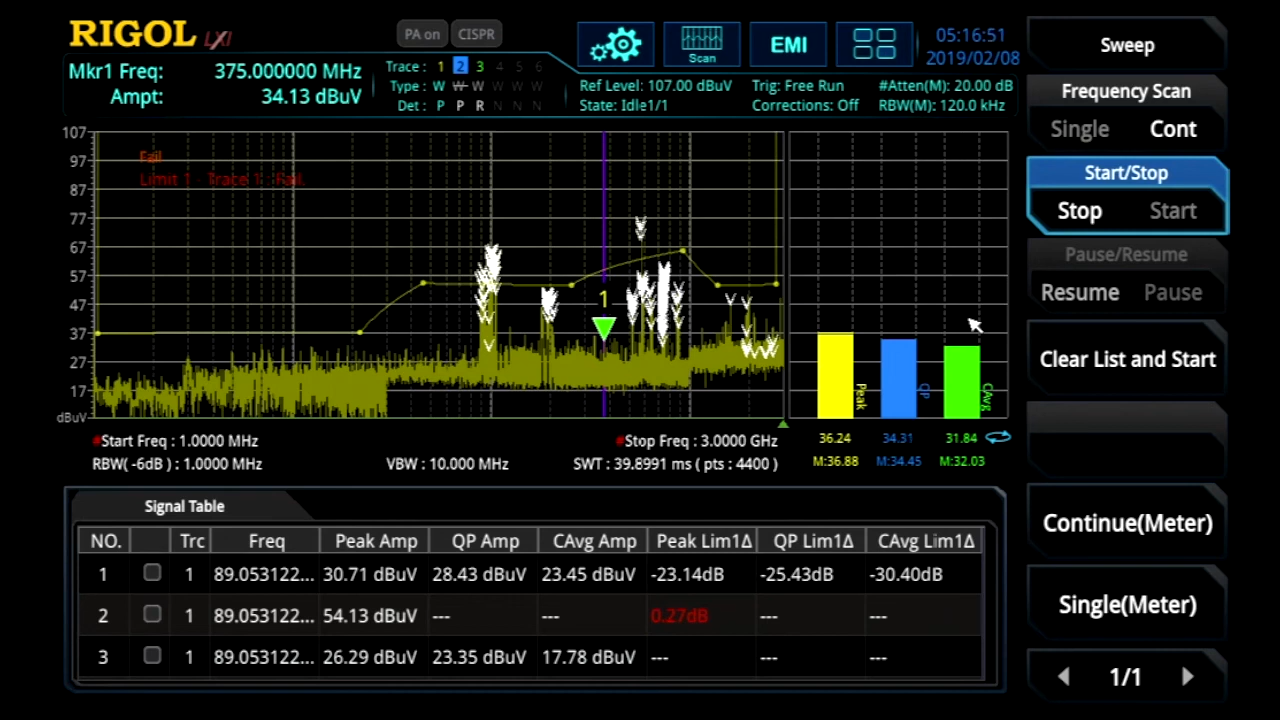 RIGOL LXI
PA on CISPR
Scan
EMI
05:16:51
2019/02/08
Mkr1 Freq: 375.000000 MHz
Ampt: 34.13 dBuV
Trace: 1 2 3 4 5 6
Type: W W W W W W
Det: P P R N N N
Ref Level: 107.00 dBuV Trig: Free Run #Atten(M): 20.00 dB
State: Idle1/1 Corrections: Off RBW(M): 120.0 kHz
107
97
87
77
67
57
47
37
27
17
dBuV
Fail
Limit 1 : Trace 1 : Fail
1
Peak
QP
CAvg
36.24 34.31 31.84
M:36.88 M:34.45 M:32.03
#Start Freq : 1.0000 MHz #Stop Freq : 3.0000 GHz
RBW( -6dB ) : 1.0000 MHz VBW : 10.000 MHz SWT : 39.8991 ms ( pts : 4400 )
Signal Table
NO. Trc Freq Peak Amp QP Amp CAvg Amp Peak Lim1Δ QP Lim1Δ CAvg Lim1Δ
1 1 89.053122... 30.71 dBuV 28.43 dBuV 23.45 dBuV -23.14dB -25.43dB -30.40dB
2 1 89.053122... 54.13 dBuV --- --- 0.27dB --- ---
3 1 89.053122... 26.29 dBuV 23.35 dBuV 17.78 dBuV --- --- ---
Sweep
Frequency Scan
Single Cont
Start/Stop
Stop Start
Pause/Resume
Resume Pause
Clear List and Start
Continue(Meter)
Single(Meter)
1/1